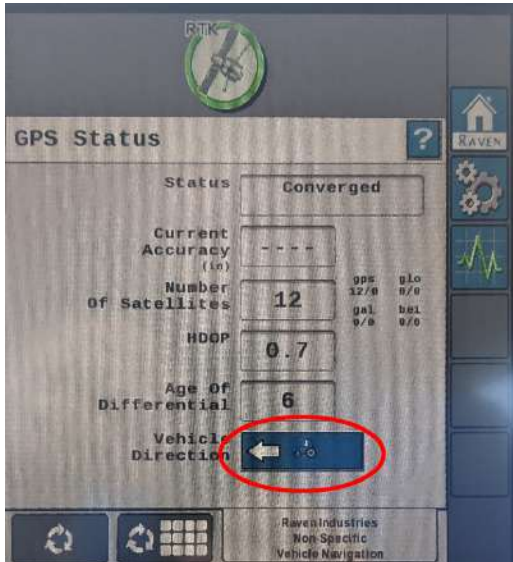 RTK
GPS Status
?
RAVEN
Status
Converged
Current
Accuracy
(in)
----
Number
Of Satellites
12
gps glo
12/0 0/0
gal bei
0/0 0/0
HDOP
0.7
Age Of
Differential
6
Vehicle
Direction
Raven Industries
Non-Specific
Vehicle Navigation